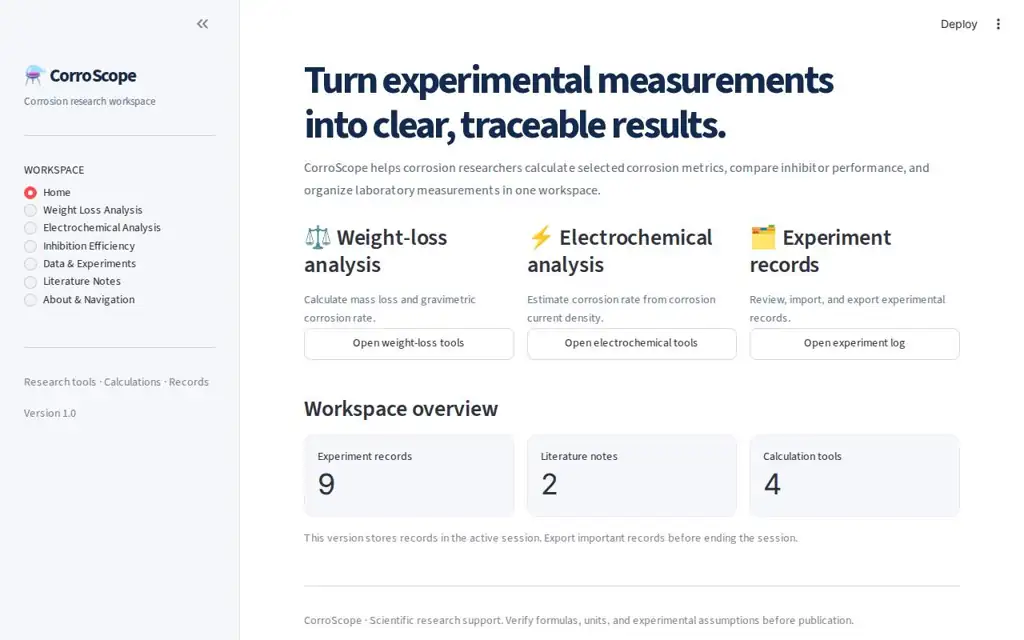 CorroScope
Corrosion research workspace
WORKSPACE
Home
Weight Loss Analysis
Electrochemical Analysis
Inhibition Efficiency
Data & Experiments
Literature Notes
About & Navigation
Research tools · Calculations · Records
Version 1.0
Deploy
Turn experimental measurements
into clear, traceable results.
CorroScope helps corrosion researchers calculate selected corrosion metrics, compare inhibitor performance, and
organize laboratory measurements in one workspace.
Weight-loss
analysis
Calculate mass loss and gravimetric
corrosion rate.
Open weight-loss tools
Electrochemical
analysis
Estimate corrosion rate from corrosion
current density.
Open electrochemical tools
Experiment
records
Review, import, and export experimental
records.
Open experiment log
Workspace overview
Experiment records
9
Literature notes
2
Calculation tools
4
This version stores records in the active session. Export important records before ending the session.
CorroScope · Scientific research support. Verify formulas, units, and experimental assumptions before publication.